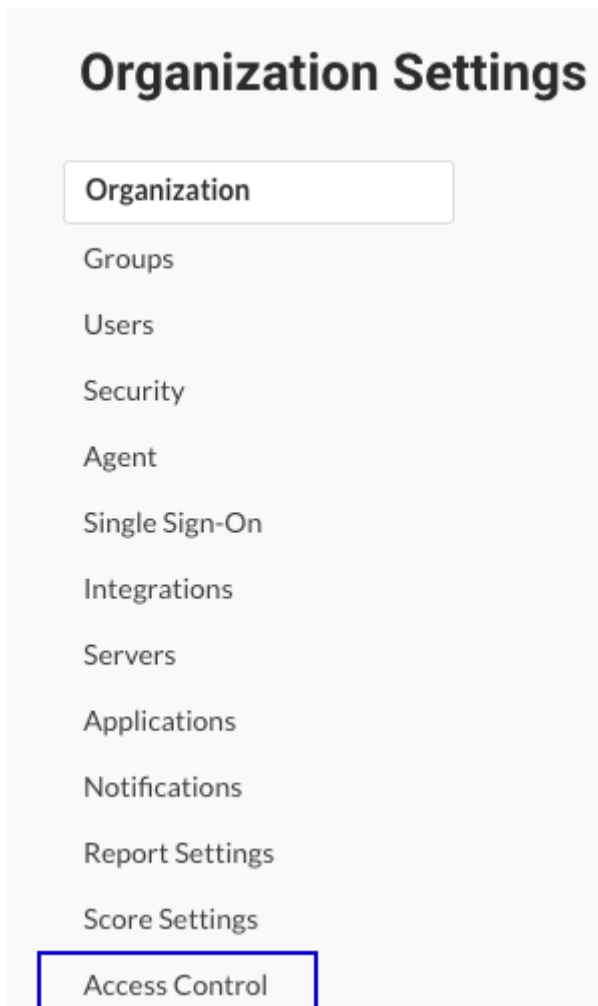 Organization Settings
Organization
Groups
Users
Security
Agent
Single Sign-On
Integrations
Servers
Applications
Notifications
Report Settings
Score Settings
Access Control